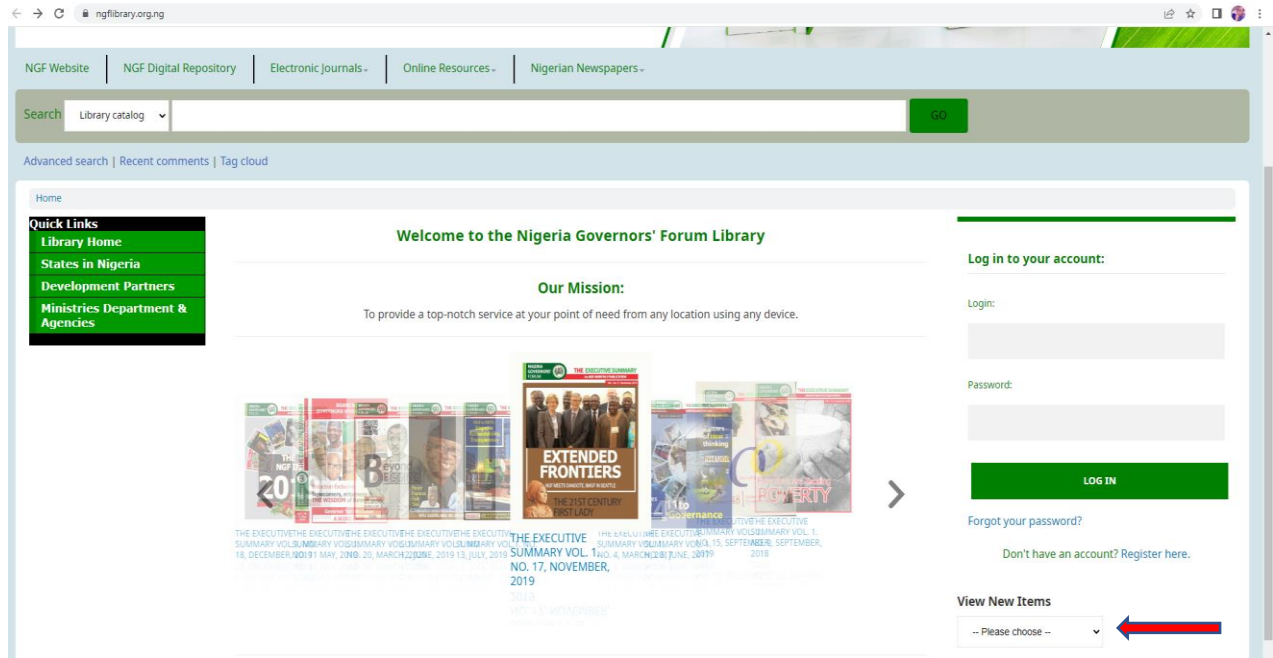 ngflibrary.org.ng
NGF Website
NGF Digital Repository
Electronic Journals
Online Resources
Nigerian Newspapers
Search
Library catalog
GO
Advanced search | Recent comments | Tag cloud
Home
Quick Links
Library Home
States in Nigeria
Development Partners
Ministries Department &
Agencies
Welcome to the Nigeria Governors' Forum Library
Our Mission:
To provide a top-notch service at your point of need from any location using any device.
THE EXECUTIVE SUMMARY
EXTENDED
FRONTIERS
THE 21ST CENTURY
FIRST LADY
POVERTY
THE EXECUTIVE
SUMMARY VOL. 1.
NO. 17, NOVEMBER,
2019
Log in to your account:
Login:
Password:
LOG IN
Forgot your password?
Don't have an account? Register here.
View New Items
-- Please choose --